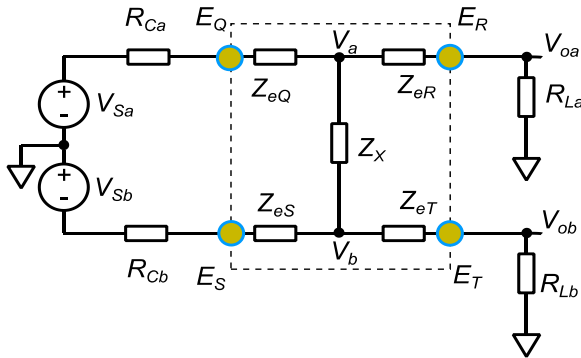 R_Ca E_Q E_R
Z_eQ V_a Z_eR V_oa
+
-
V_Sa R_La
Z_X
+
-
V_Sb
Z_eS Z_eT V_ob
R_Cb E_S V_b E_T R_Lb